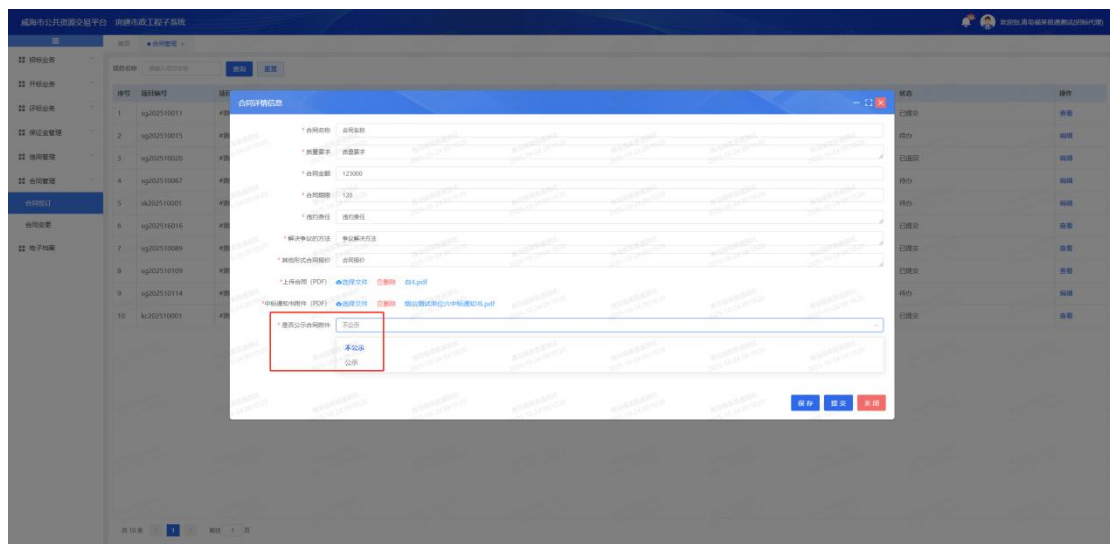 威海市公共资源交易平台 房建市政工程子系统
首页 ● 合同管理 ×
招标业务
开标业务
评标业务
保证金管理
信用管理
合同管理
合同签订
合同变更
电子档案
项目名称 请输入项目名称 查询 重置
序号 项目编号 状态 操作
1 sg202510011 已提交 查看
2 sg202510015 待办 编辑
3 sg202510020 已退回 编辑
4 sg202510067 待办 编辑
5 sk202510001 待办 编辑
6 sg202516016 已提交 查看
7 sg202510089 已提交 查看
8 sg202510109 已提交 查看
9 sg202510114 待办 编辑
10 kc202510001 已提交 查看
合同详情信息
* 合同名称 合同名称
* 质量要求 质量要求
* 合同金额 123000
* 合同期限 120
* 违约责任 违约责任
* 解决争议的方法 争议解决方法
* 其他形式合同报价 合同报价
*上传合同 (PDF) 选择文件 删除 自4.pdf
*中标通知书附件 (PDF) 选择文件 删除 烟台测试单位六中标通知书.pdf
* 是否公示合同附件 不公示
不公示
公示
保存 提交 关闭
共 10 条 1 前往 1 页